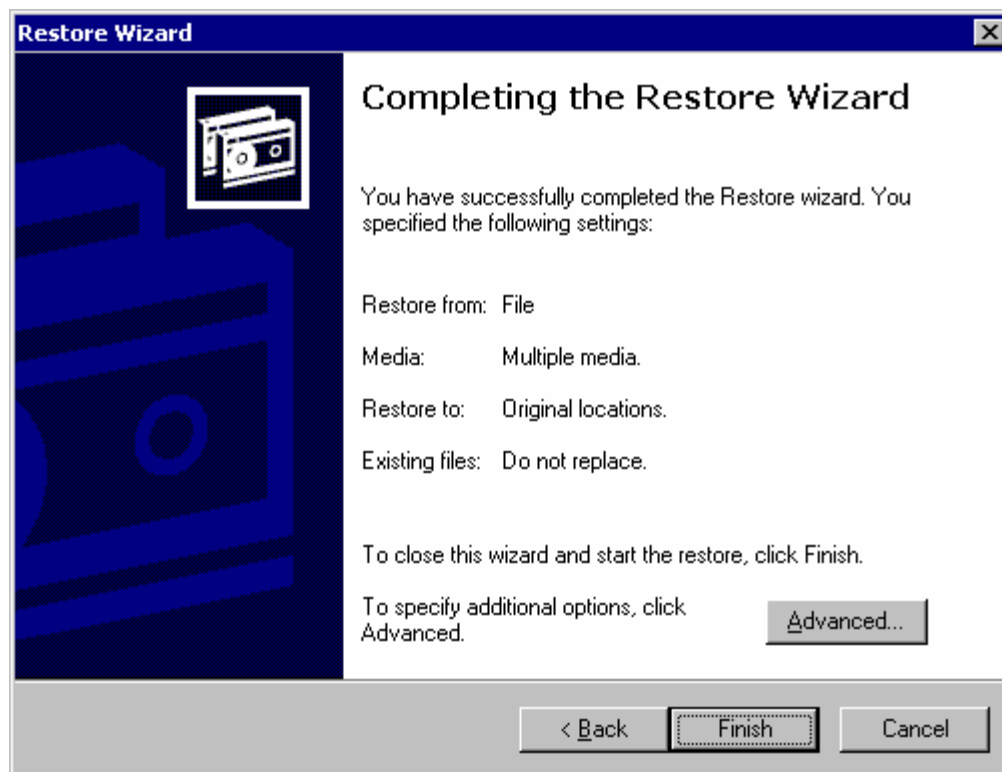 Restore Wizard
Completing the Restore Wizard
You have successfully completed the Restore wizard. You
specified the following settings:
Restore from: File
Media: Multiple media.
Restore to: Original locations.
Existing files: Do not replace.
To close this wizard and start the restore, click Finish.
To specify additional options, click
Advanced.
Advanced...
< Back Finish Cancel